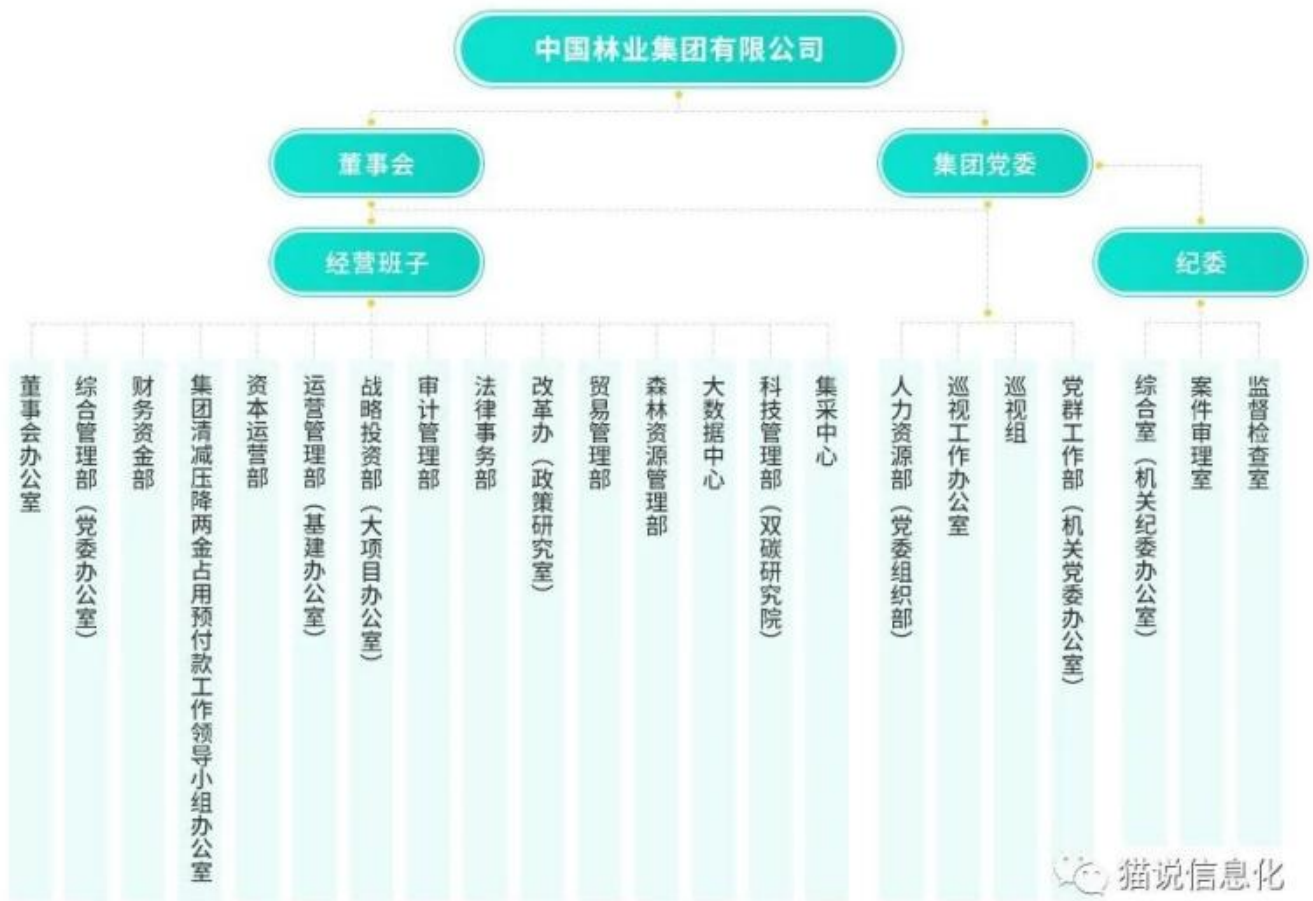 中国林业集团有限公司
董事会
集团党委
经营班子
纪委
董事会办公室
综合管理部（党委办公室）
财务资金部
集团清减压降两金占用预付款工作领导小组办公室
资本运营部
运营管理部（基建办公室）
战略投资部（大项目办公室）
审计管理部
法律事务部
改革办（政策研究室）
贸易管理部
森林资源管理部
大数据中心
科技管理部（双碳研究院）
集采中心
人力资源部（党委组织部）
巡视工作办公室
巡视组
党群工作部（机关党委办公室）
综合室（机关纪委办公室）
案件审理室
监督检查室
猫说信息化